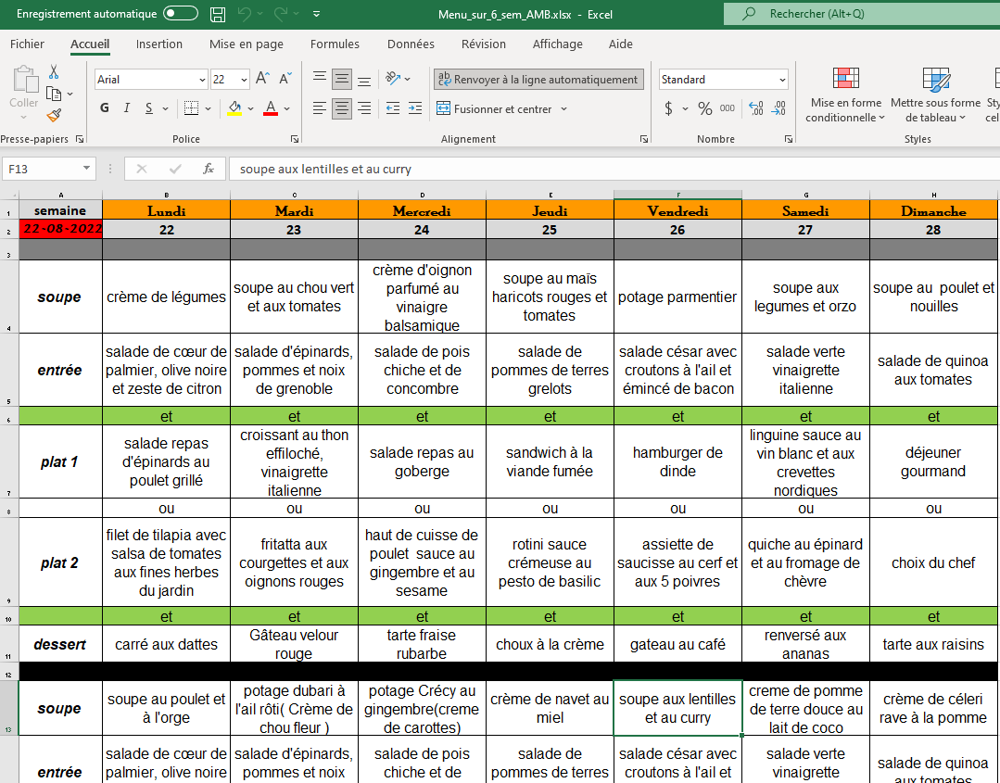 Enregistrement automatique
Menu_sur_6_sem_AMB.xlsx - Excel
Rechercher (Alt+Q)
Fichier Accueil Insertion Mise en page Formules Données Révision Affichage Aide
Coller
Presse-papiers
Arial 22 A A
G I S A
Police
ab Renvoyer à la ligne automatiquement
Fusionner et centrer
Alignement
Standard
$ % 000 ,00 ,00
Nombre
Mise en forme
conditionnelle
Mettre sous forme
de tableau
Sty
cel
Styles
F13 fx soupe aux lentilles et au curry
A B C D E F G H
1 semaine Lundi Mardi Mercredi Jeudi Vendredi Samedi Dimanche
2 22-08-2022 22 23 24 25 26 27 28
3
4 soupe
crème de légumes
soupe au chou vert
et aux tomates
crème d'oignon
parfumé au
vinaigre
balsamique
soupe au maïs
haricots rouges et
tomates
potage parmentier
soupe aux
legumes et orzo
soupe au poulet et
nouilles
5 entrée
salade de cœur de
palmier, olive noire
et zeste de citron
salade d'épinards,
pommes et noix
de grenoble
salade de pois
chiche et de
concombre
salade de
pommes de terres
grelots
salade césar avec
croutons à l'ail et
émincé de bacon
salade verte
vinaigrette
italienne
salade de quinoa
aux tomates
6 et et et et et et et
7 plat 1
salade repas
d'épinards au
poulet grillé
croissant au thon
effiloché,
vinaigrette
italienne
salade repas au
goberge
sandwich à la
viande fumée
hamburger de
dinde
linguine sauce au
vin blanc et aux
crevettes
nordiques
déjeuner
gourmand
8 ou ou ou ou ou ou ou
9 plat 2
filet de tilapia avec
salsa de tomates
aux fines herbes
du jardin
fritatta aux
courgettes et aux
oignons rouges
haut de cuisse de
poulet sauce au
gingembre et au
sesame
rotini sauce
crémeuse au
pesto de basilic
assiette de
saucisse au cerf et
aux 5 poivres
quiche au épinard
et au fromage de
chèvre
choix du chef
10 et et et et et et et
11 dessert
carré aux dattes
Gâteau velour
rouge
tarte fraise
rubarbe
choux à la crème
gateau au café
renversé aux
ananas
tarte aux raisins
12
13 soupe
soupe au poulet et
à l'orge
potage dubari à
l'ail rôti( Crème de
chou fleur )
potage Crécy au
gingembre(creme
de carottes)
crème de navet au
miel
soupe aux lentilles
et au curry
creme de pomme
de terre douce au
lait de coco
crème de céleri
rave à la pomme
entrée
salade de cœur de
palmier, olive noire
salade d'épinards,
pommes et noix
salade de pois
chiche et de
salade de
pommes de terres
salade césar avec
croutons à l'ail et
salade verte
vinaigrette
salade de quinoa
aux tomates